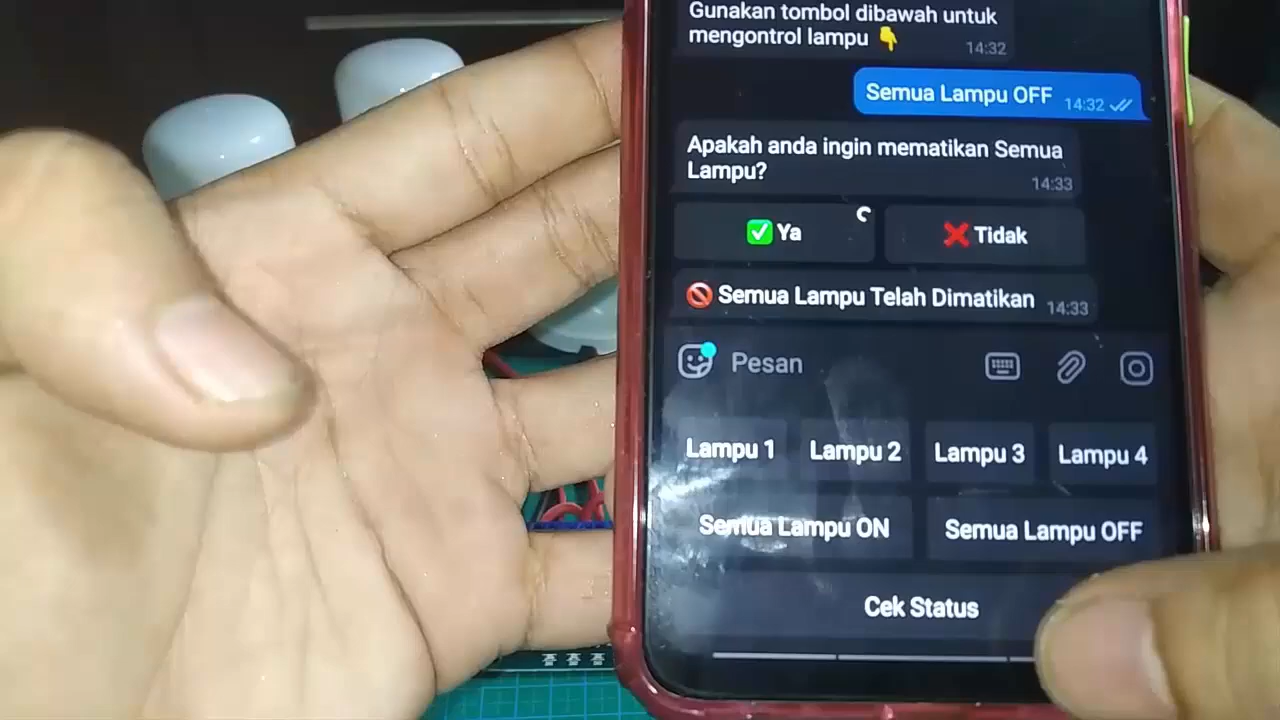 Gunakan tombol dibawah untuk
mengontrol lampu 👇 14:32
Semua Lampu OFF 14:32
Apakah anda ingin mematikan Semua
Lampu? 14:33
✅ Ya ❌ Tidak
🚫 Semua Lampu Telah Dimatikan 14:33
Pesan
Lampu 1 Lampu 2 Lampu 3 Lampu 4
Semua Lampu ON Semua Lampu OFF
Cek Status